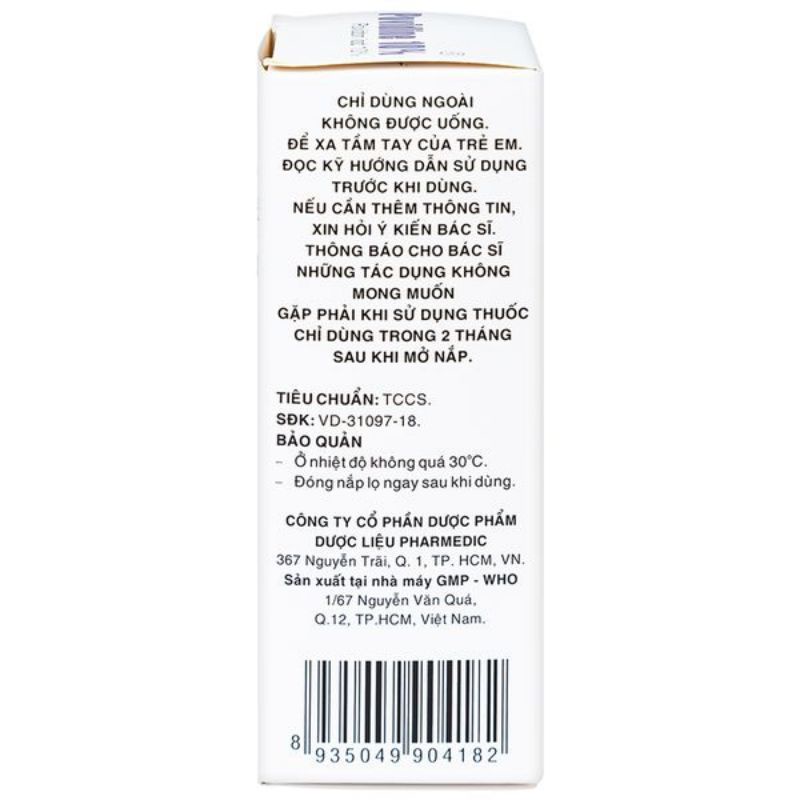 Povidine 10%
CHỈ DÙNG NGOÀI
KHÔNG ĐƯỢC UỐNG.
ĐỂ XA TẦM TAY CỦA TRẺ EM.
ĐỌC KỸ HƯỚNG DẪN SỬ DỤNG
TRƯỚC KHI DÙNG.
NẾU CẦN THÊM THÔNG TIN,
XIN HỎI Ý KIẾN BÁC SĨ.
THÔNG BÁO CHO BÁC SĨ
NHỮNG TÁC DỤNG KHÔNG
MONG MUỐN
GẶP PHẢI KHI SỬ DỤNG THUỐC
CHỈ DÙNG TRONG 2 THÁNG
SAU KHI MỞ NẮP.
TIÊU CHUẨN: TCCS.
SĐK: VD-31097-18.
BẢO QUẢN
– Ở nhiệt độ không quá 30°C.
– Đóng nắp lọ ngay sau khi dùng.
CÔNG TY CỔ PHẦN DƯỢC PHẨM
DƯỢC LIỆU PHARMEDIC
367 Nguyễn Trãi, Q. 1, TP. HCM, VN.
Sản xuất tại nhà máy GMP - WHO
1/67 Nguyễn Văn Quá,
Q.12, TP.HCM, Việt Nam.
8 935049 904182